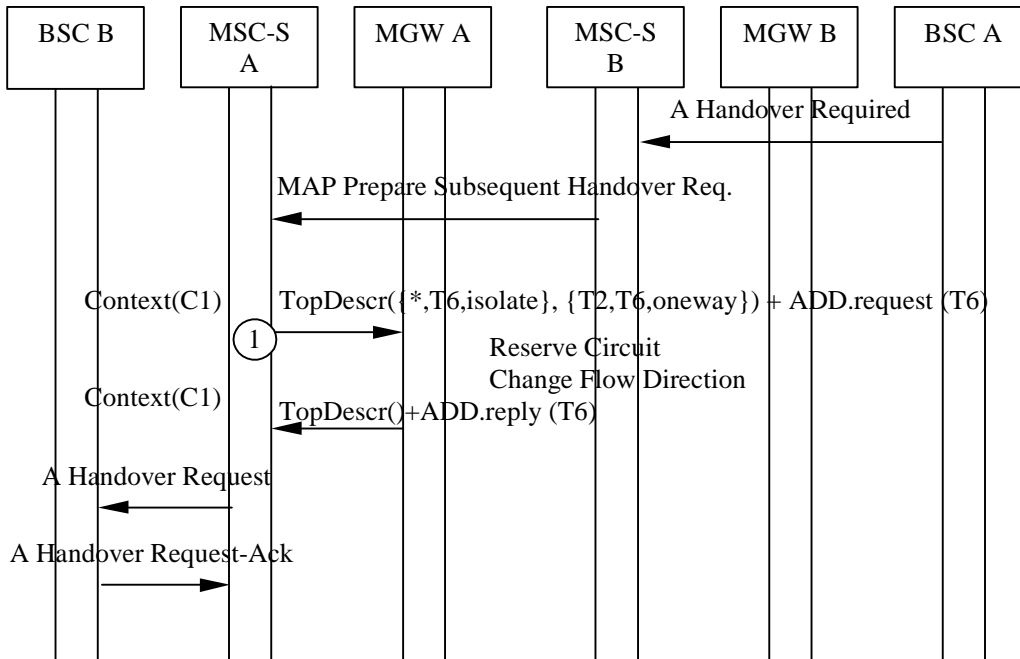 BSC B
MSC-S
A
MGW A
MSC-S
B
MGW B
BSC A
A Handover Required
MAP Prepare Subsequent Handover Req.
Context(C1)
TopDescr({*,T6,isolate}, {T2,T6,oneway}) + ADD.request (T6)
1
Reserve Circuit
Change Flow Direction
Context(C1)
TopDescr()+ADD.reply (T6)
A Handover Request
A Handover Request-Ack